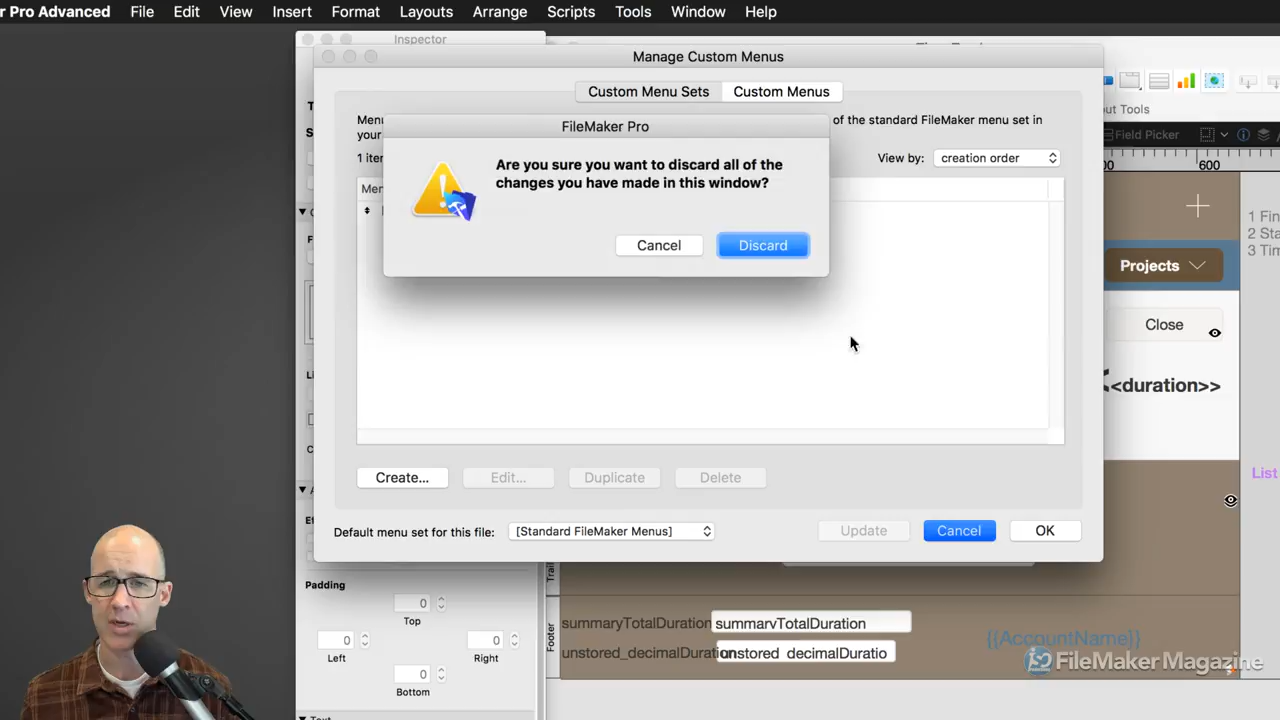 r Pro Advanced File Edit View Insert Format Layouts Arrange Scripts Tools Window Help
Inspector
Manage Custom Menus
Custom Menu Sets Custom Menus
Menu
of the standard FileMaker menu set in
your
1 item
View by: creation order
FileMaker Pro
Are you sure you want to discard all of the
changes you have made in this window?
Cancel Discard
Create... Edit... Duplicate Delete
Default menu set for this file: [Standard FileMaker Menus] Update Cancel OK
ut Tools
Field Picker
600
1 Fin
2 Sta
3 Tim
Projects
Close
<duration>>
List
Padding
0
Top
0
Left
0
Right
0
Bottom
Text
Footer
summaryTotalDuration summaryTotalDuration
unstored_decimalDuration unstored_decimalDuratio
{{AccountName}}
FileMaker Magazine